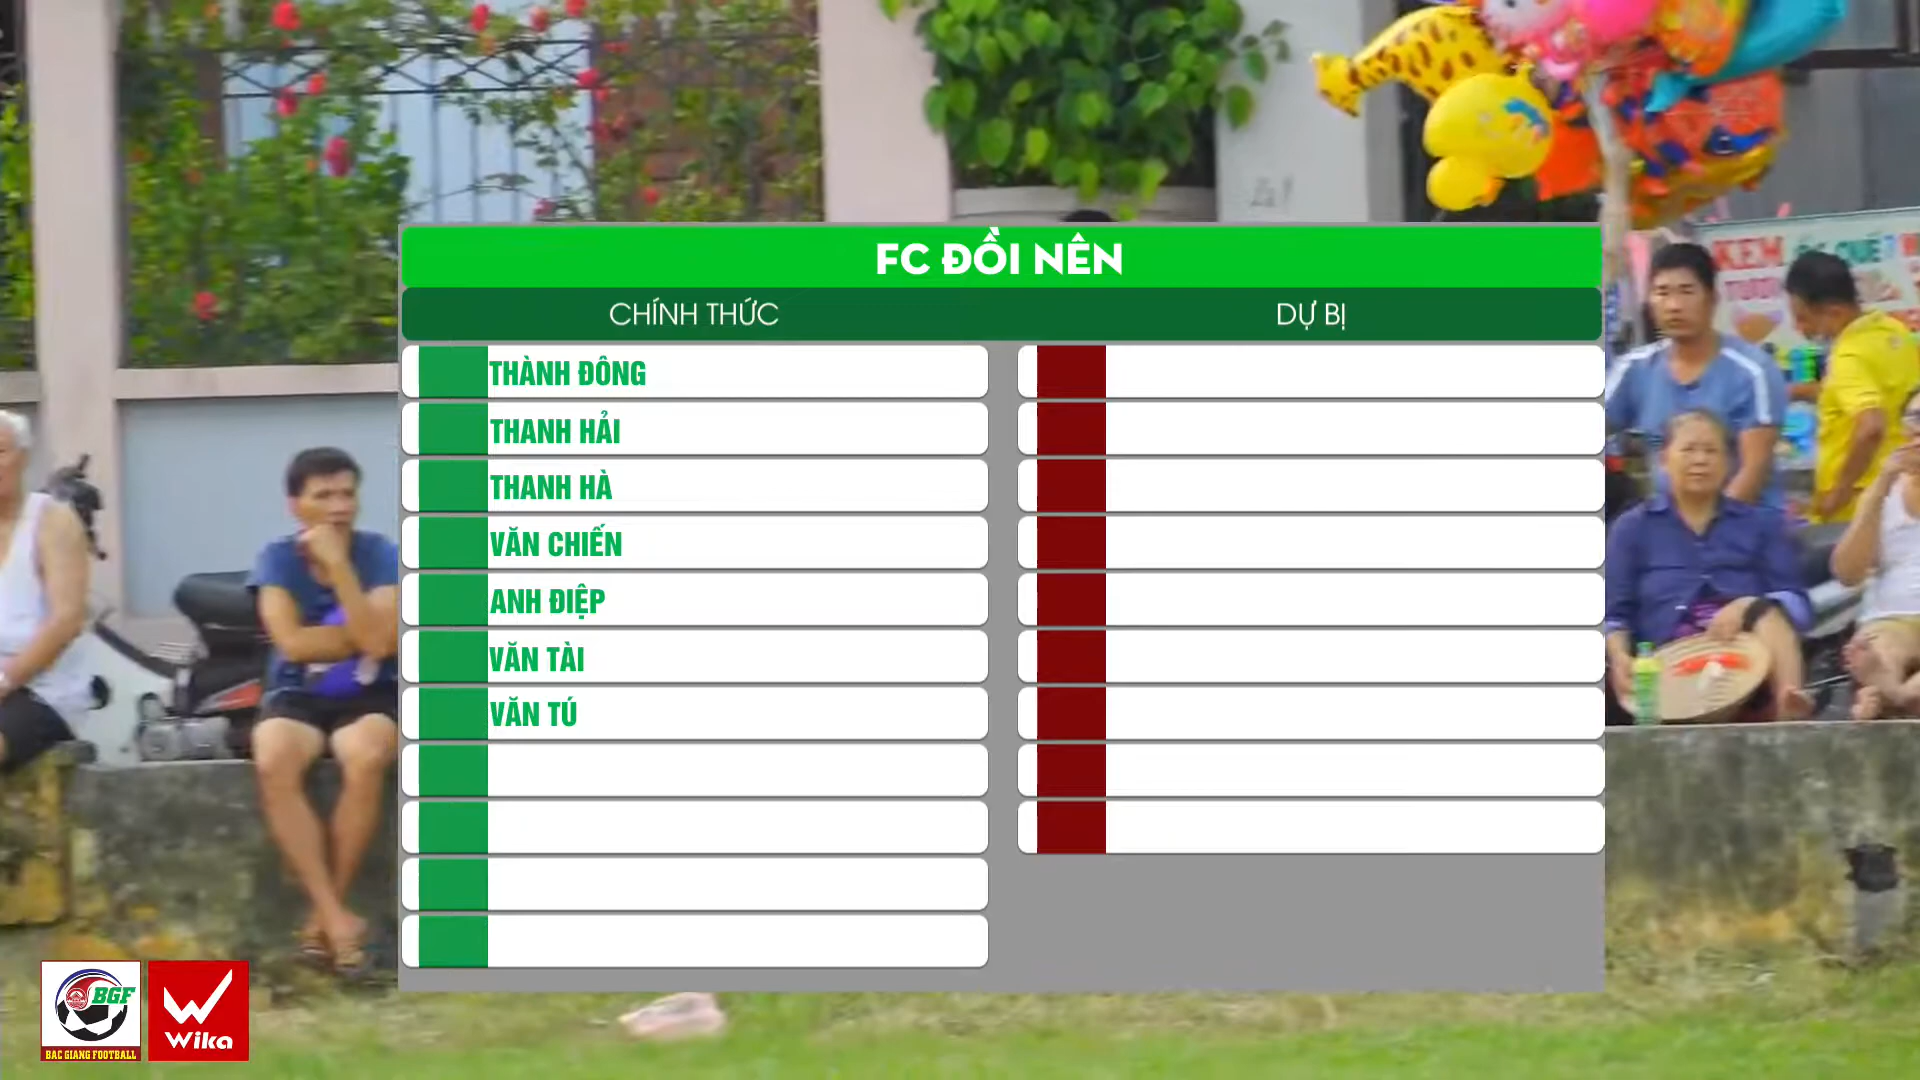 FC ĐỒI NÊN
CHÍNH THỨC
DỰ BỊ
THÀNH ĐÔNG
THANH HẢI
THANH HÀ
VĂN CHIẾN
ANH ĐIỆP
VĂN TÀI
VĂN TÚ
KEM
BGF
BAC GIANG FOOTBALL
Wika